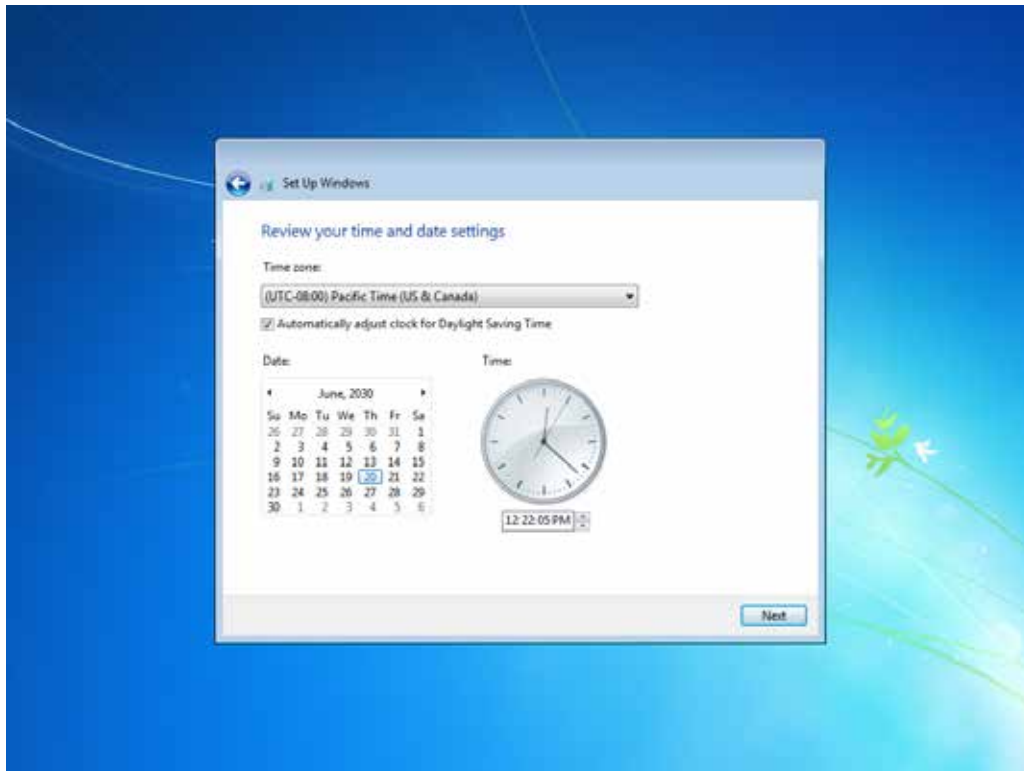 Set Up Windows
Review your time and date settings
Time zone:
(UTC-08:00) Pacific Time (US & Canada)
Automatically adjust clock for Daylight Saving Time
Date:
Time:
June, 2030
Su Mo Tu We Th Fr Sa
26 27 28 29 30 31 1
2 3 4 5 6 7 8
9 10 11 12 13 14 15
16 17 18 19 20 21 22
23 24 25 26 27 28 29
30 1 2 3 4 5 6
12:22:05 PM
Next